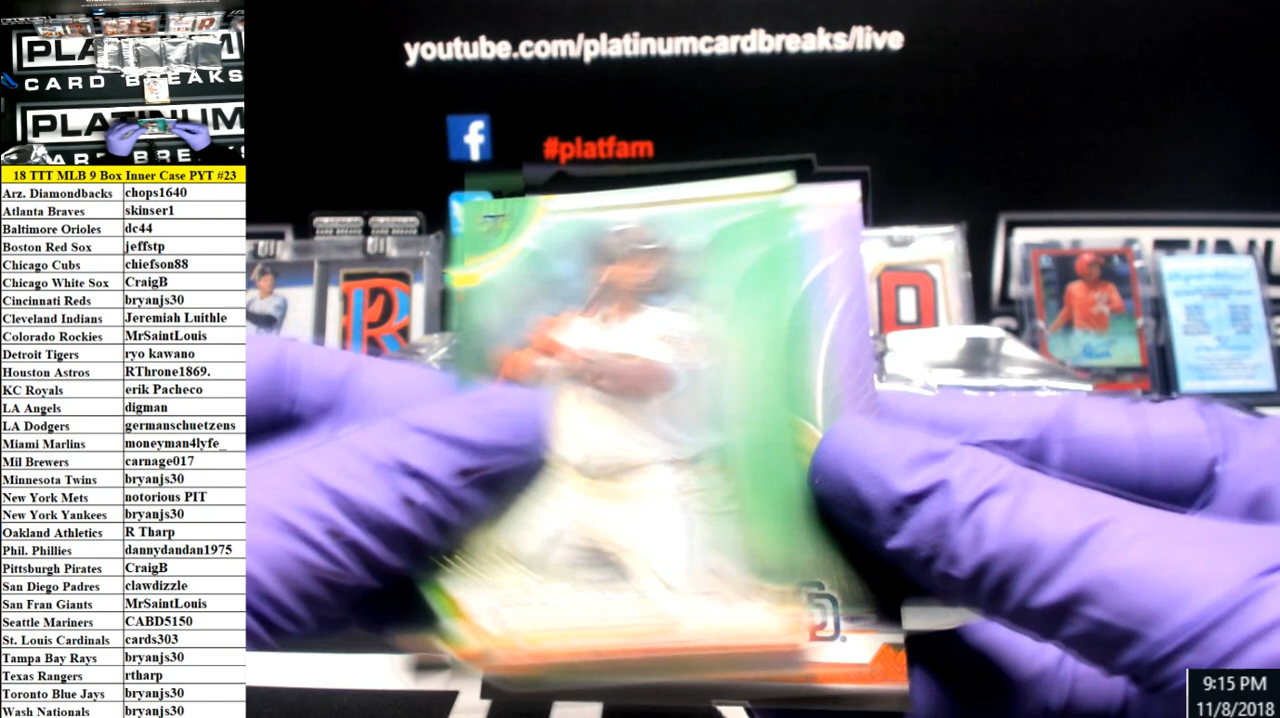 PLA
CARD BREAKS
PLATINUM
ARD BRE
18 TTT MLB 9 Box Inner Case PYT #23
Arz. Diamondbacks chops1640
Atlanta Braves skinser1
Baltimore Orioles dc44
Boston Red Sox jeffstp
Chicago Cubs chiefson88
Chicago White Sox CraigB
Cincinnati Reds bryanjs30
Cleveland Indians Jeremiah Luithle
Colorado Rockies MrSaintLouis
Detroit Tigers ryo kawano
Houston Astros RThrone1869.
KC Royals erik Pacheco
LA Angels digman
LA Dodgers germanschuetzens
Miami Marlins moneyman4lyfe_
Mil Brewers carnage017
Minnesota Twins bryanjs30
New York Mets notorious PIT
New York Yankees bryanjs30
Oakland Athletics R Tharp
Phil. Phillies dannydandan1975
Pittsburgh Pirates CraigB
San Diego Padres clawdizzle
San Fran Giants MrSaintLouis
Seattle Mariners CABD5150
St. Louis Cardinals cards303
Tampa Bay Rays bryanjs30
Texas Rangers rtharp
Toronto Blue Jays bryanjs30
Wash Nationals bryanjs30
youtube.com/platinumcardbreaks/live
f
#platfam
R
SD
9:15 PM
11/8/2018